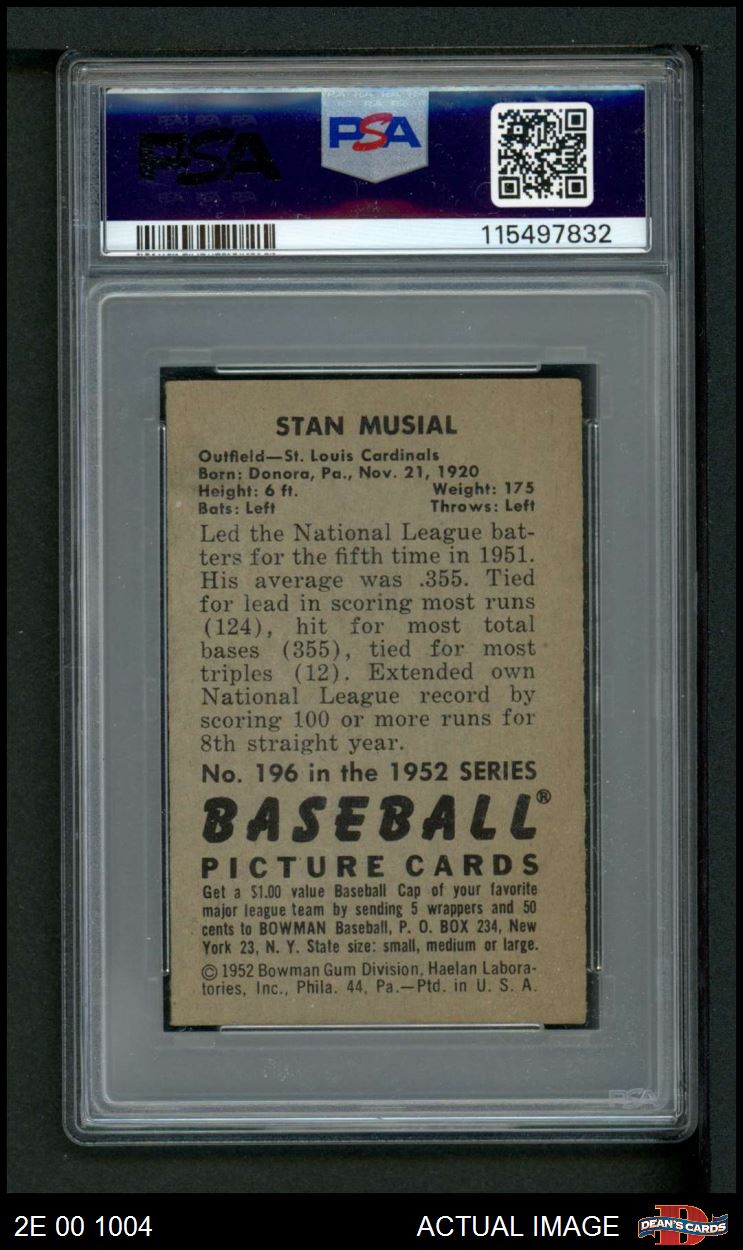 PSA
PSA
115497832
STAN MUSIAL
Outfield—St. Louis Cardinals
Born: Donora, Pa., Nov. 21, 1920
Height: 6 ft. Weight: 175
Bats: Left Throws: Left
Led the National League bat-
ters for the fifth time in 1951.
His average was .355. Tied
for lead in scoring most runs
(124), hit for most total
bases (355), tied for most
triples (12). Extended own
National League record by
scoring 100 or more runs for
8th straight year.
No. 196 in the 1952 SERIES
BASEBALL®
PICTURE CARDS
Get a $1.00 value Baseball Cap of your favorite
major league team by sending 5 wrappers and 50
cents to BOWMAN Baseball, P. O. BOX 234, New
York 23, N. Y. State size: small, medium or large.
© 1952 Bowman Gum Division, Haelan Labora-
tories, Inc., Phila. 44, Pa.—Ptd. in U. S. A.
PSA
2E 00 1004 ACTUAL IMAGE DEAN'S CARDS